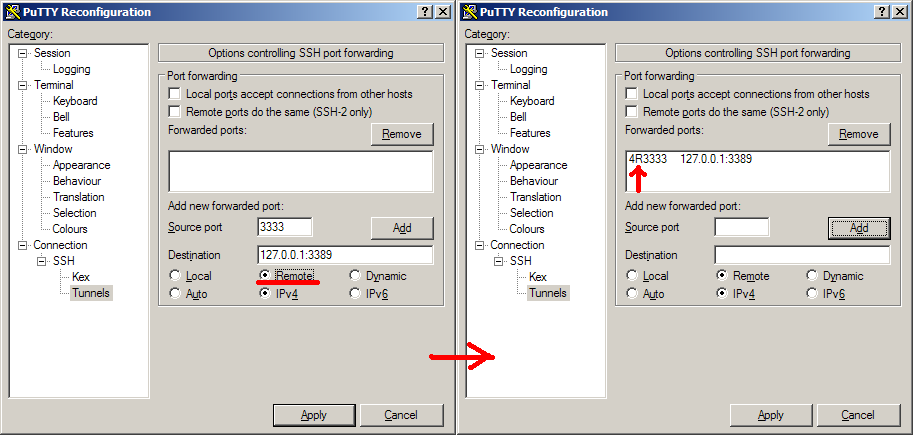 PuTTY Reconfiguration
?
Category:
Session
Logging
Terminal
Keyboard
Bell
Features
Window
Appearance
Behaviour
Translation
Selection
Colours
Connection
SSH
Kex
Tunnels
Options controlling SSH port forwarding
Port forwarding
Local ports accept connections from other hosts
Remote ports do the same (SSH-2 only)
Forwarded ports:
Remove
Add new forwarded port:
Source port 3333 Add
Destination 127.0.0.1:3389
Local Remote Dynamic
Auto IPv4 IPv6
Apply Cancel
PuTTY Reconfiguration
?
Category:
Session
Logging
Terminal
Keyboard
Bell
Features
Window
Appearance
Behaviour
Translation
Selection
Colours
Connection
SSH
Kex
Tunnels
Options controlling SSH port forwarding
Port forwarding
Local ports accept connections from other hosts
Remote ports do the same (SSH-2 only)
Forwarded ports:
Remove
4R3333 127.0.0.1:3389
Add new forwarded port:
Source port Add
Destination
Local Remote Dynamic
Auto IPv4 IPv6
Apply Cancel